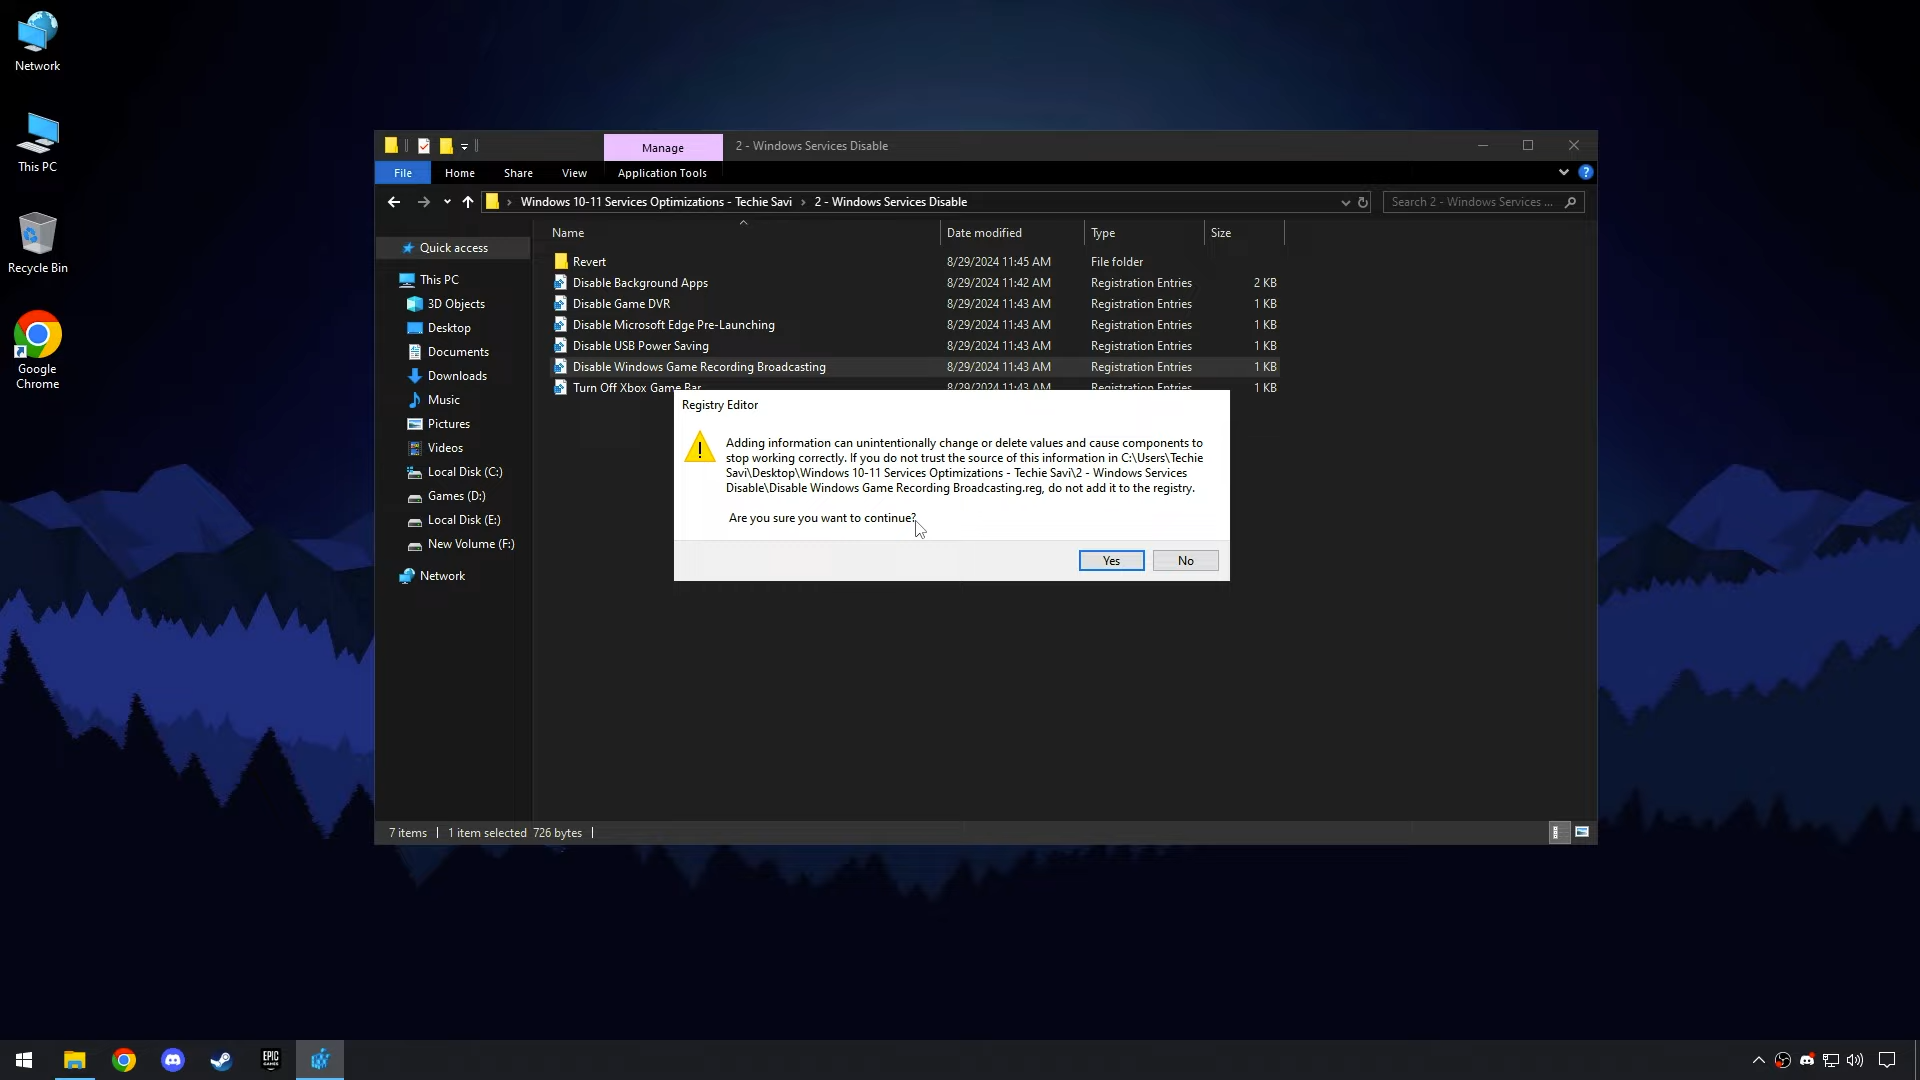 Network
This PC
Recycle Bin
Google
Chrome
Manage
2 - Windows Services Disable
File
Home
Share
View
Application Tools
Windows 10-11 Services Optimizations - Techie Savi
2 - Windows Services Disable
Search 2 - Windows Services ...
Name
Date modified
Type
Size
Quick access
This PC
3D Objects
Desktop
Documents
Downloads
Music
Pictures
Videos
Local Disk (C:)
Games (D:)
Local Disk (E:)
New Volume (F:)
Network
Revert 8/29/2024 11:45 AM File folder
Disable Background Apps 8/29/2024 11:42 AM Registration Entries 2 KB
Disable Game DVR 8/29/2024 11:43 AM Registration Entries 1 KB
Disable Microsoft Edge Pre-Launching 8/29/2024 11:43 AM Registration Entries 1 KB
Disable USB Power Saving 8/29/2024 11:43 AM Registration Entries 1 KB
Disable Windows Game Recording Broadcasting 8/29/2024 11:43 AM Registration Entries 1 KB
Turn Off Xbox Game Bar 8/29/2024 11:43 AM Registration Entries 1 KB
Registry Editor
Adding information can unintentionally change or delete values and cause components to
stop working correctly. If you do not trust the source of this information in C:\Users\Techie
Savi\Desktop\Windows 10-11 Services Optimizations - Techie Savi\2 - Windows Services
Disable\Disable Windows Game Recording Broadcasting.reg, do not add it to the registry.
Are you sure you want to continue?
Yes
No
7 items
1 item selected 726 bytes
EPIC
GAMES